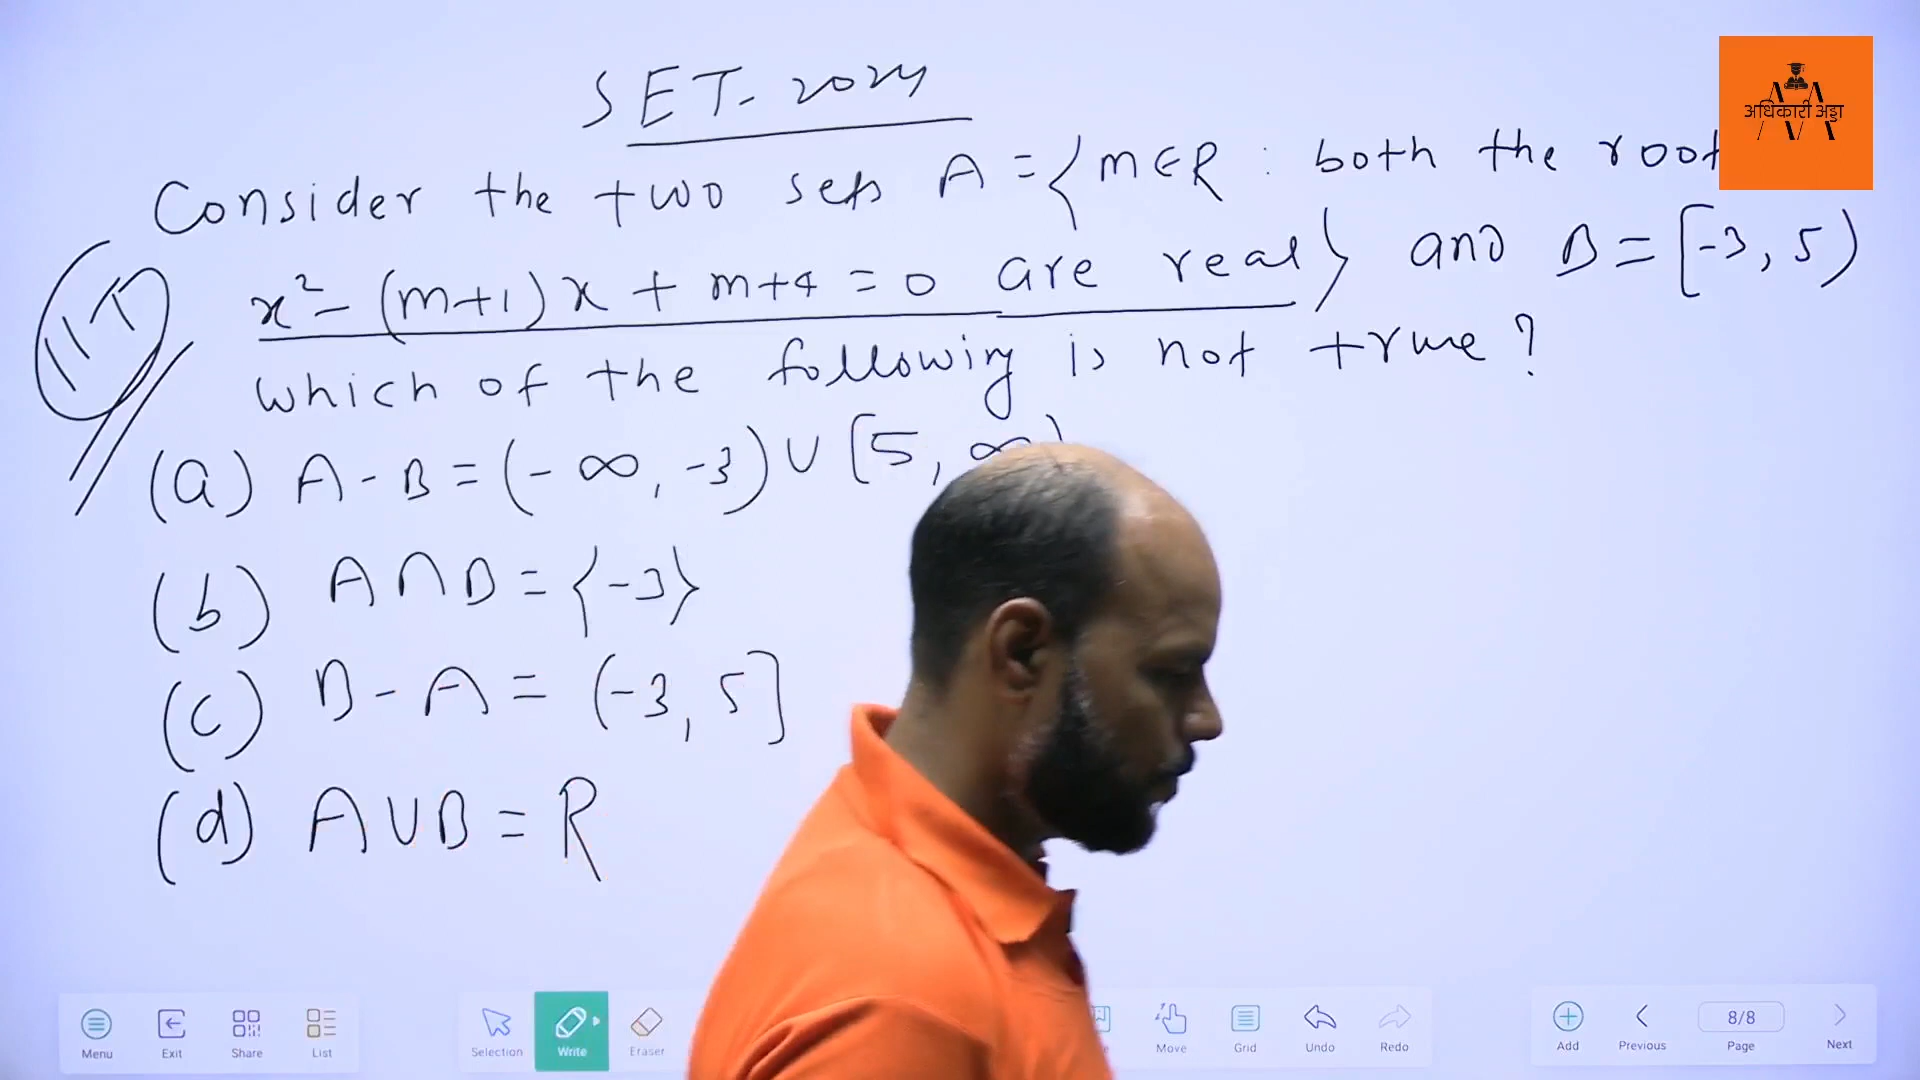 SET-2024
Consider the two sets A = {m∈R : both the root
x² - (m+1)x + m+4 = 0 are real} and B = [-3, 5)
IIT
which of the following is not true?
(a) A-B = (-∞, -3) ∪ [5, ∞)
(b) A∩B = {-3}
(c) B-A = (-3, 5]
(d) A∪B = R
अधिकारी अड्डा
Menu
Exit
Share
List
Selection
Write
Eraser
Move
Grid
Undo
Redo
Add
Previous
8/8
Page
Next